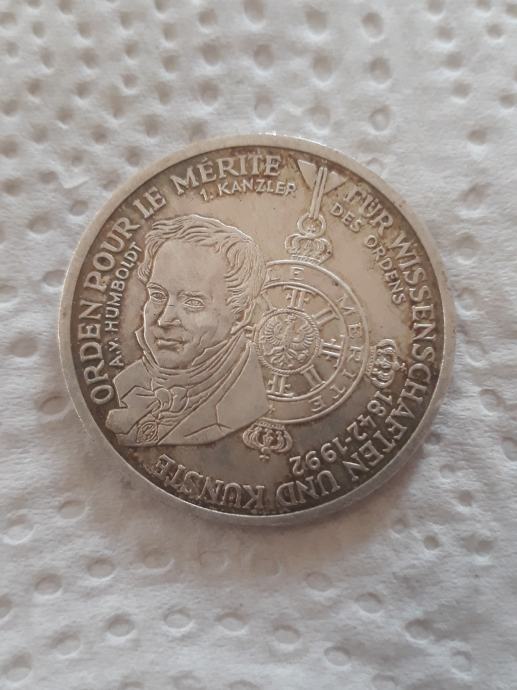 ORDEN POUR LE MÉRITE FÜR WISSENSCHAFTEN UND KÜNSTE
1. KANZLER DES ORDENS
A.v. HUMBOLDT
1842-1992
LE MERITE